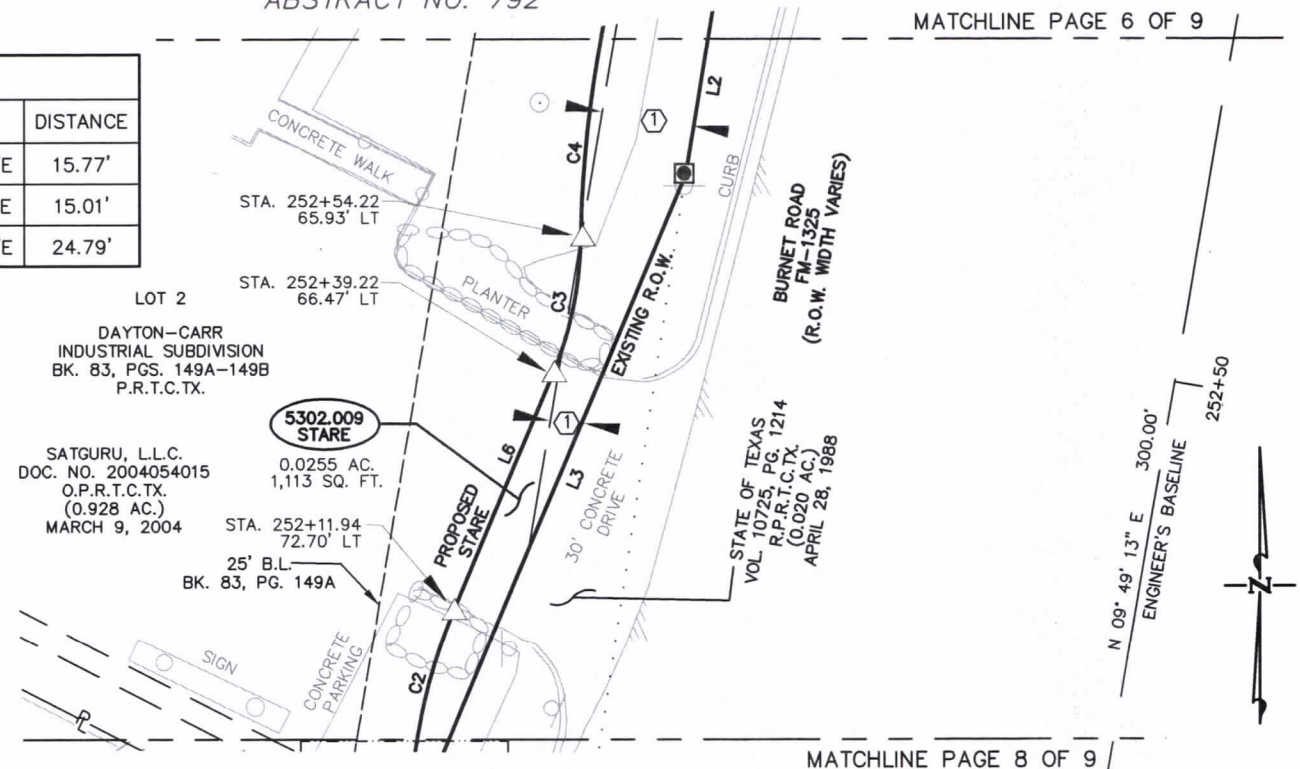 ABSTRACT NO. 792
MATCHLINE PAGE 6 OF 9
DISTANCE
E 15.77'
E 15.01'
E 24.79'
CONCRETE WALK
C4
1
L2
CURB
STA. 252+54.22
65.93' LT
STA. 252+39.22
66.47' LT
PLANTER
C3
EXISTING R.O.W.
BURNET ROAD
FM-1325
(R.O.W. WIDTH VARIES)
LOT 2
DAYTON-CARR
INDUSTRIAL SUBDIVISION
BK. 83, PGS. 149A-149B
P.R.T.C.TX.
5302.009
STARE
0.0255 AC.
1,113 SQ. FT.
1
L6
L3
SATGURU, L.L.C.
DOC. NO. 2004054015
O.P.R.T.C.TX.
(0.928 AC.)
MARCH 9, 2004
STA. 252+11.94
72.70' LT
25' B.L.
BK. 83, PG. 149A
PROPOSED
STARE
30' CONCRETE
DRIVE
STATE OF TEXAS
VOL. 10725, PG. 1214
R.P.R.T.C.TX.
(0.020 AC.)
APRIL 28, 1988
N 09° 49' 13" E 300.00'
ENGINEER'S BASELINE
252+50
N
SIGN
CONCRETE
PARKING
C2
PL
MATCHLINE PAGE 8 OF 9